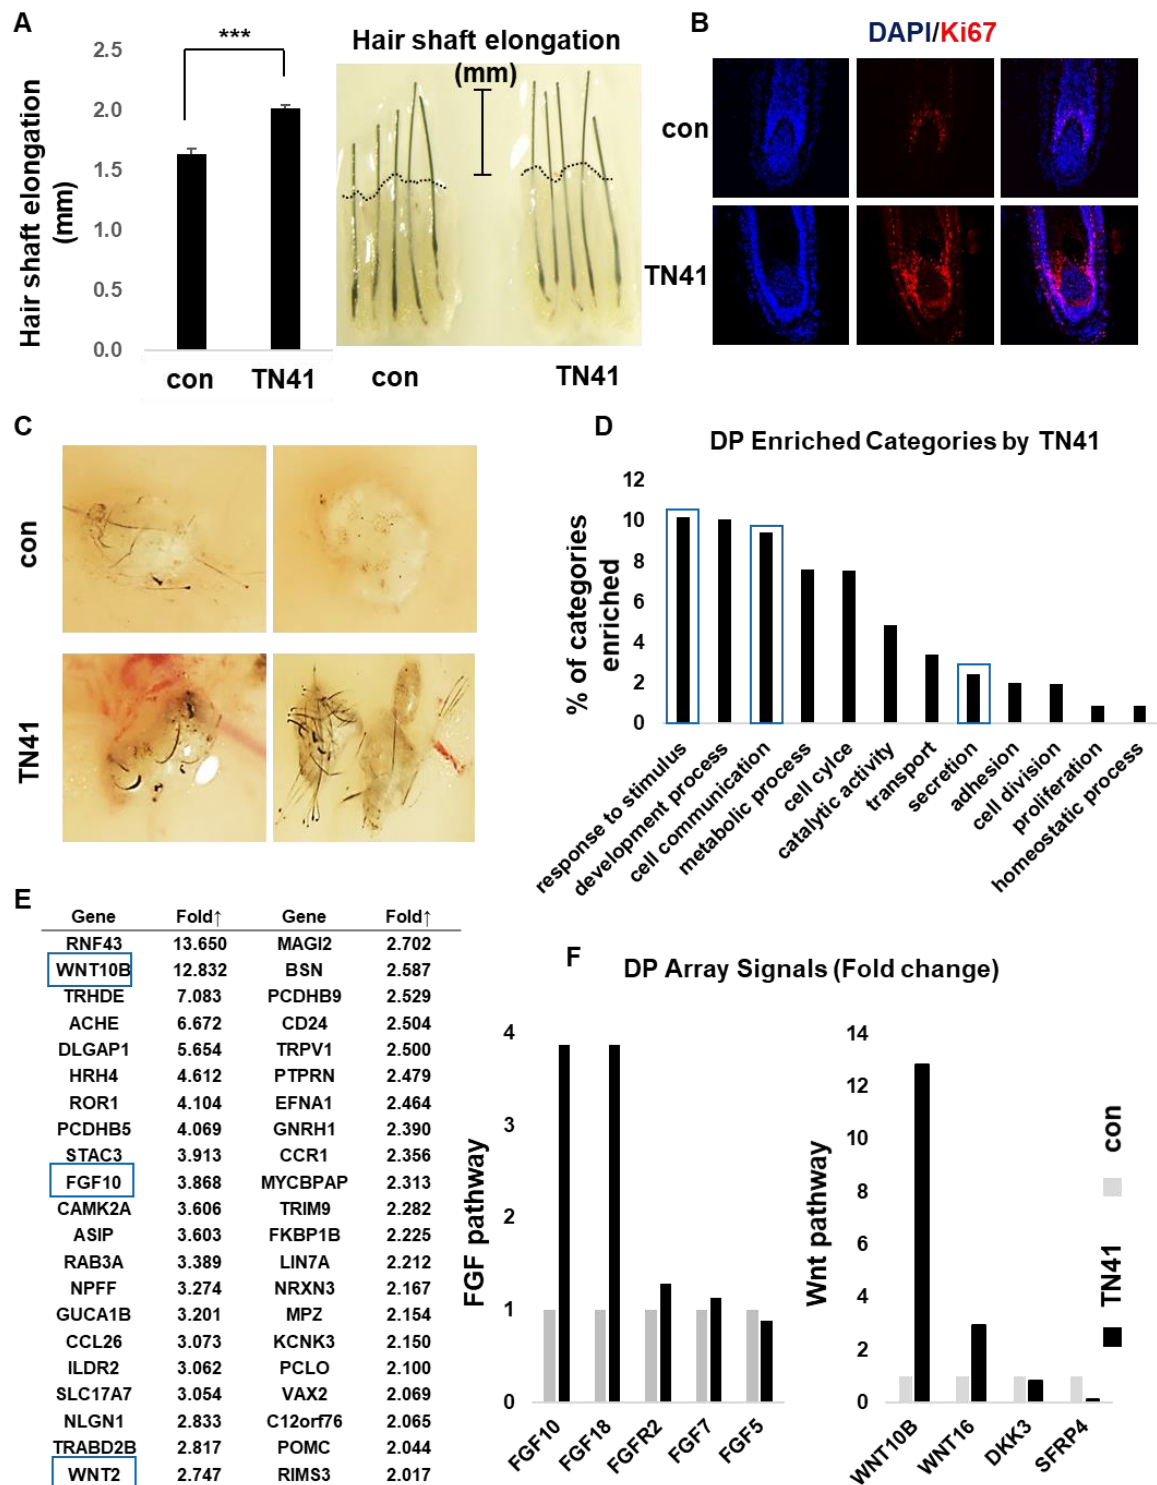 A
***
2.5
2.0
1.5
1.0
0.5
0.0
Hair shaft elongation
(mm)
con
TN41
Hair shaft elongation
(mm)
con
TN41
B
DAPI/Ki67
con
TN41
C
con
TN41
D
DP Enriched Categories by TN41
% of categories
enriched
12
10
8
6
4
2
0
response to stimulus
development process
cell communication
metabolic process
cell cylce
catalytic activity
transport
secretion
adhesion
cell division
proliferation
homeostatic process
E
Gene Fold↑ Gene Fold↑
RNF43 13.650 MAGI2 2.702
WNT10B 12.832 BSN 2.587
TRHDE 7.083 PCDHB9 2.529
ACHE 6.672 CD24 2.504
DLGAP1 5.654 TRPV1 2.500
HRH4 4.612 PTPRN 2.479
ROR1 4.104 EFNA1 2.464
PCDHB5 4.069 GNRH1 2.390
STAC3 3.913 CCR1 2.356
FGF10 3.868 MYCBPAP 2.313
CAMK2A 3.606 TRIM9 2.282
ASIP 3.603 FKBP1B 2.225
RAB3A 3.389 LIN7A 2.212
NPFF 3.274 NRXN3 2.167
GUCA1B 3.201 MPZ 2.154
CCL26 3.073 KCNK3 2.150
ILDR2 3.062 PCLO 2.100
SLC17A7 3.054 VAX2 2.069
NLGN1 2.833 C12orf76 2.065
TRABD2B 2.817 POMC 2.044
WNT2 2.747 RIMS3 2.017
F
DP Array Signals (Fold change)
FGF pathway
4
3
2
1
0
FGF10
FGF18
FGFR2
FGF7
FGF5
Wnt pathway
14
12
10
8
6
4
2
0
WNT10B
WNT16
DKK3
SFRP4
con
TN41